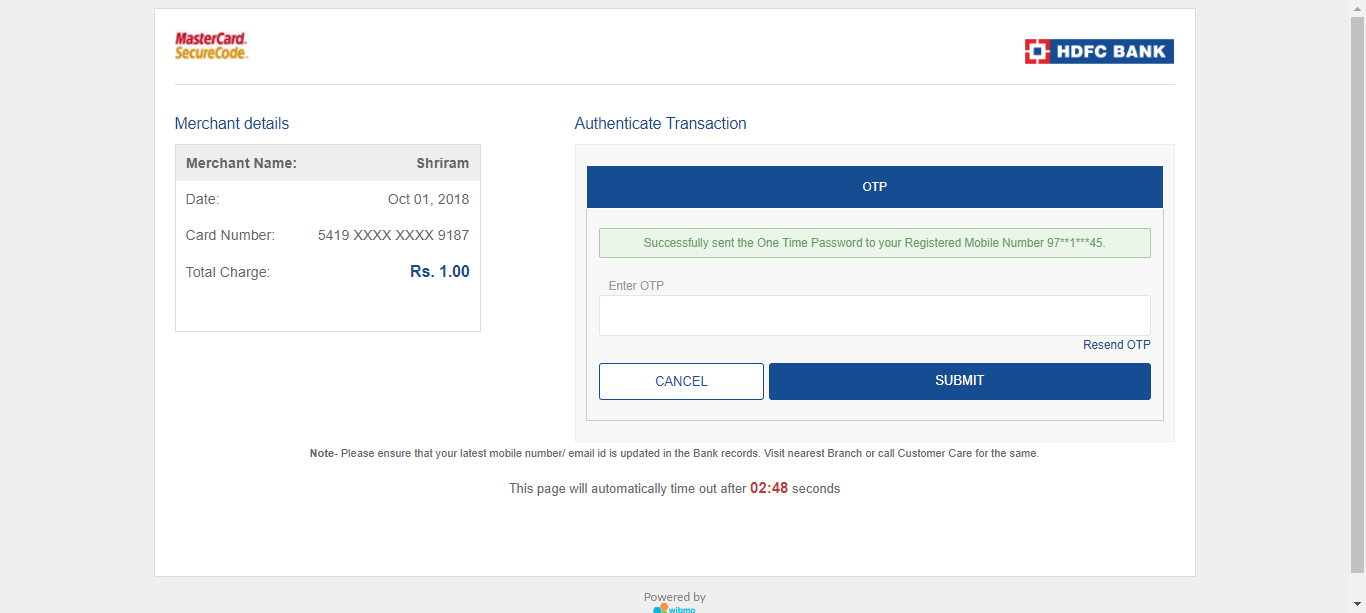 MasterCard.
SecureCode.
HDFC BANK
Merchant details
Merchant Name: Shriram
Date: Oct 01, 2018
Card Number: 5419 XXXX XXXX 9187
Total Charge: Rs. 1.00
Authenticate Transaction
OTP
Successfully sent the One Time Password to your Registered Mobile Number 97**1***45.
Enter OTP
Resend OTP
CANCEL SUBMIT
Note- Please ensure that your latest mobile number/ email id is updated in the Bank records. Visit nearest Branch or call Customer Care for the same.
This page will automatically time out after 02:48 seconds
Powered by
wibmo